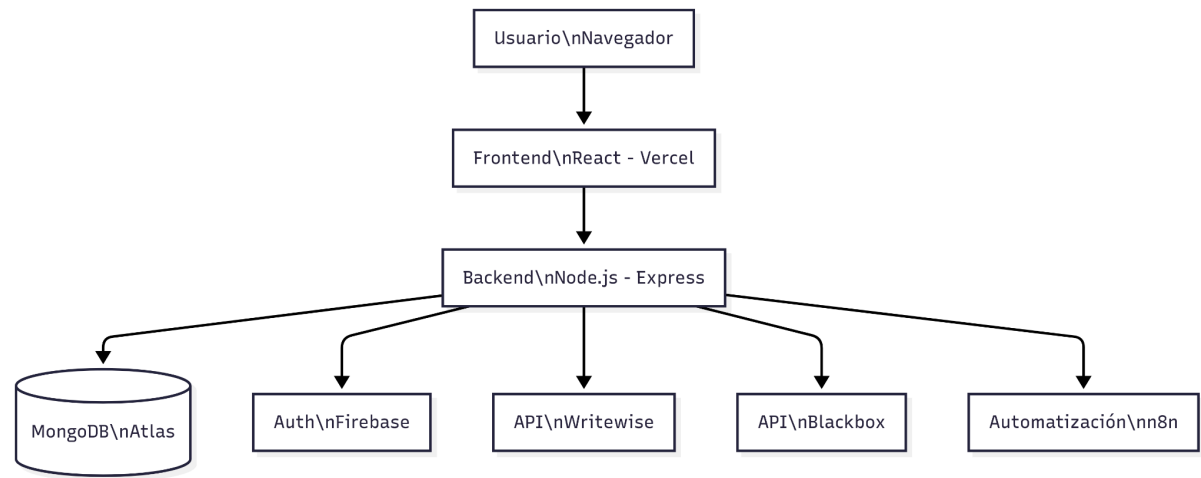 Usuario\nNavegador
Frontend\nReact - Vercel
Backend\nNode.js - Express
MongoDB\nAtlas
Auth\nFirebase
API\nWritewise
API\nBlackbox
Automatización\nn8n